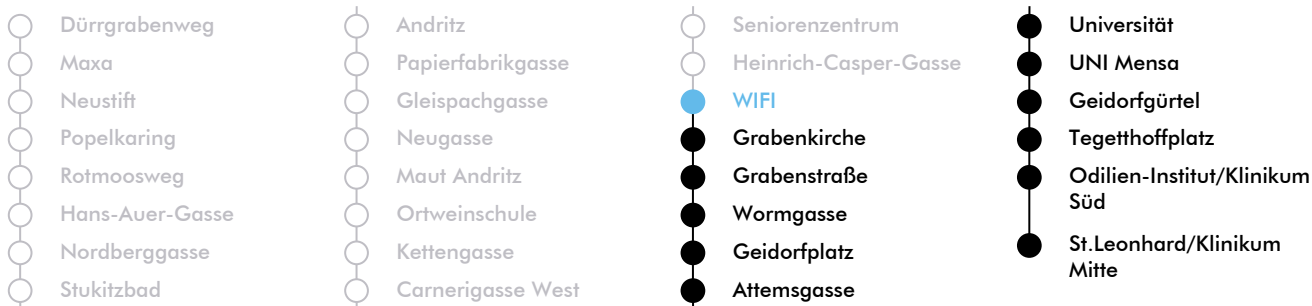 Dürrgrabenweg
Maxa
Neustift
Popelkaring
Rotmoosweg
Hans-Auer-Gasse
Nordberggasse
Stukitzbad
Andritz
Papierfabrikgasse
Gleispachgasse
Neugasse
Maut Andritz
Ortweinschule
Kettengasse
Carnerigasse West
Seniorenzentrum
Heinrich-Casper-Gasse
WIFI
Grabenkirche
Grabenstraße
Wormgasse
Geidorfplatz
Attemsgasse
Universität
UNI Mensa
Geidorfgürtel
Tegetthoffplatz
Odilien-Institut/Klinikum
Süd
St.Leonhard/Klinikum
Mitte